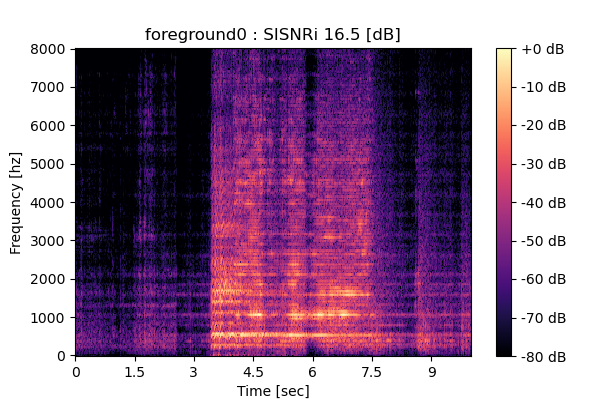 foreground0 : SISNRi 16.5 [dB]
8000
7000
6000
5000
4000
3000
2000
1000
0
Frequency [hz]
0 1.5 3 4.5 6 7.5 9
Time [sec]
+0 dB
-10 dB
-20 dB
-30 dB
-40 dB
-50 dB
-60 dB
-70 dB
-80 dB